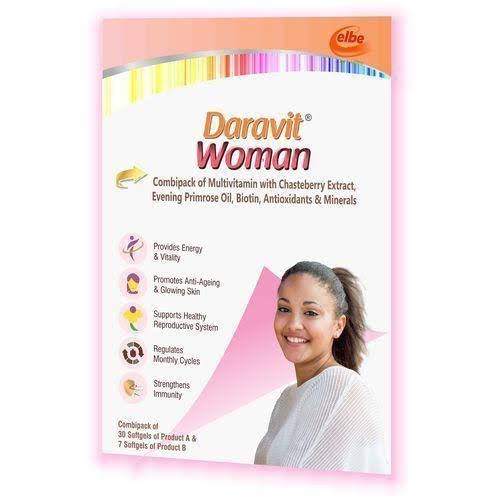 elbe
Daravit®
Woman
Combipack of Multivitamin with Chasteberry Extract,
Evening Primrose Oil, Biotin, Antioxidants & Minerals
Provides Energy
& Vitality
Promotes Anti-Ageing
& Glowing Skin
Supports Healthy
Reproductive System
Regulates
Monthly Cycles
Strengthens
Immunity
Combipack of
30 Softgels of Product A &
7 Softgels of Product B